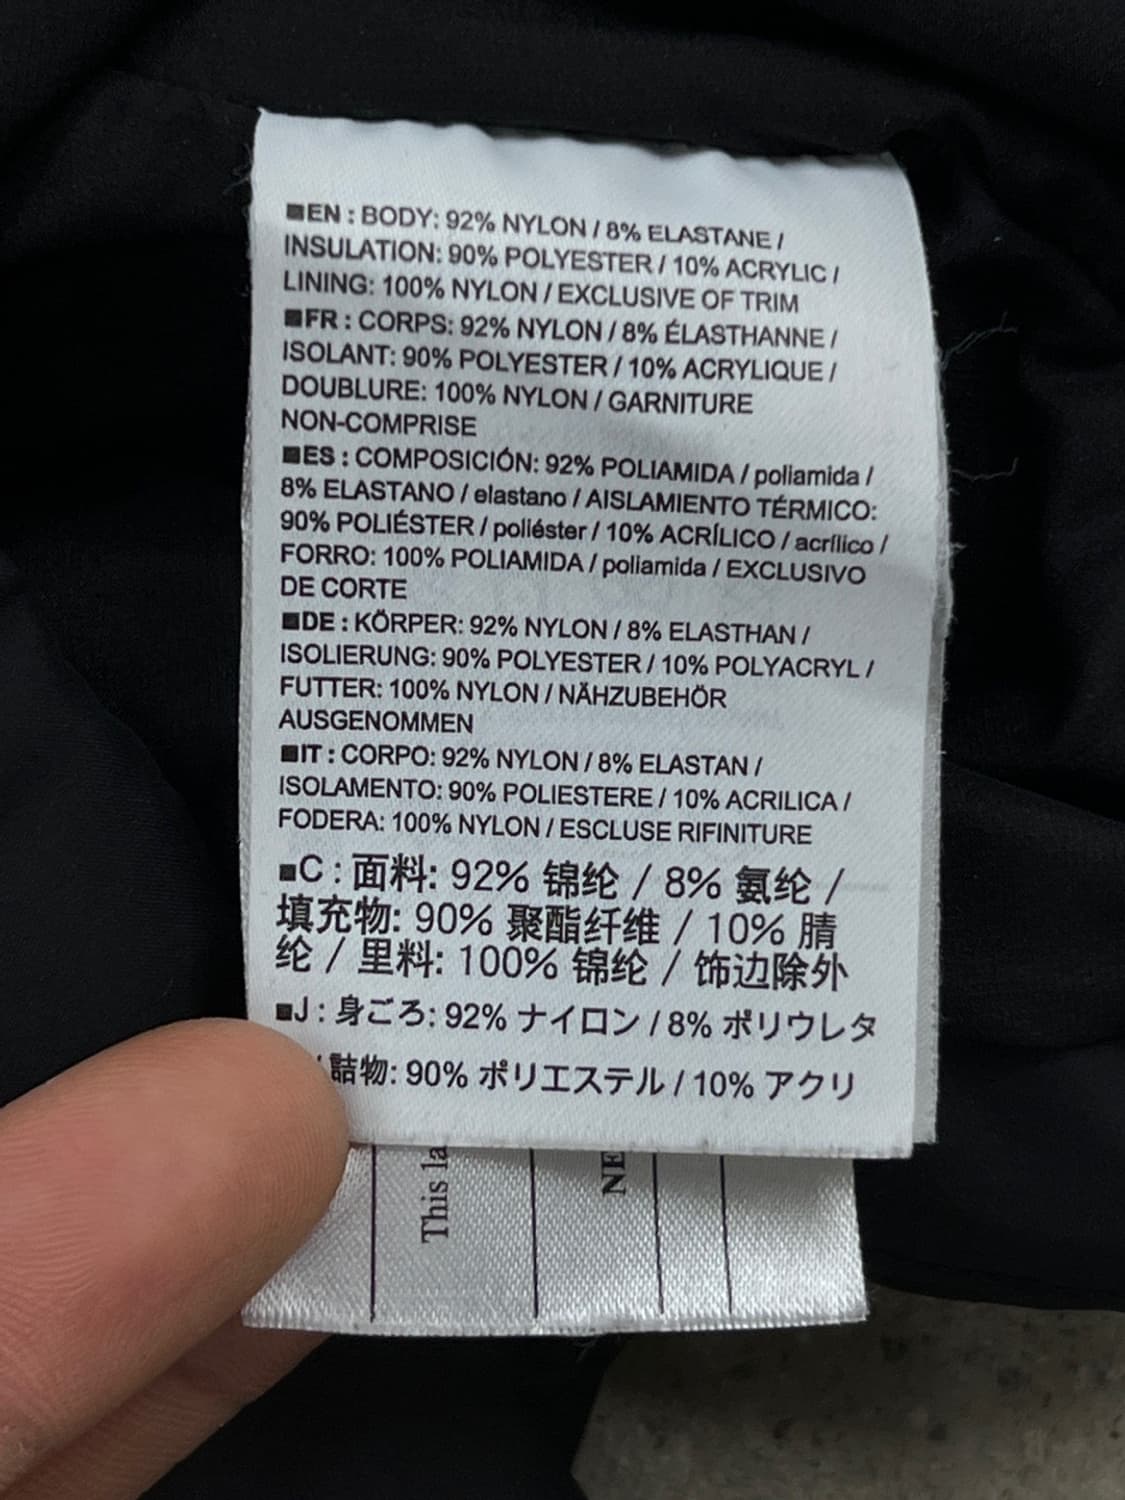 ■EN : BODY: 92% NYLON / 8% ELASTANE /
INSULATION: 90% POLYESTER / 10% ACRYLIC /
LINING: 100% NYLON / EXCLUSIVE OF TRIM
■FR : CORPS: 92% NYLON / 8% ÉLASTHANNE /
ISOLANT: 90% POLYESTER / 10% ACRYLIQUE /
DOUBLURE: 100% NYLON / GARNITURE
NON-COMPRISE
■ES : COMPOSICIÓN: 92% POLIAMIDA / poliamida /
8% ELASTANO / elastano / AISLAMIENTO TÉRMICO:
90% POLIÉSTER / poliéster / 10% ACRÍLICO / acrílico /
FORRO: 100% POLIAMIDA / poliamida / EXCLUSIVO
DE CORTE
■DE : KÖRPER: 92% NYLON / 8% ELASTHAN /
ISOLIERUNG: 90% POLYESTER / 10% POLYACRYL /
FUTTER: 100% NYLON / NÄHZUBEHÖR
AUSGENOMMEN
■IT : CORPO: 92% NYLON / 8% ELASTAN /
ISOLAMENTO: 90% POLIESTERE / 10% ACRILICA /
FODERA: 100% NYLON / ESCLUSE RIFINITURE
■C : 面料: 92% 锦纶 / 8% 氨纶 /
填充物: 90% 聚酯纤维 / 10% 腈
纶 / 里料: 100% 锦纶 / 饰边除外
■J : 身ごろ: 92% ナイロン / 8% ポリウレタ
/ 詰物: 90% ポリエステル / 10% アクリ
This la
NE